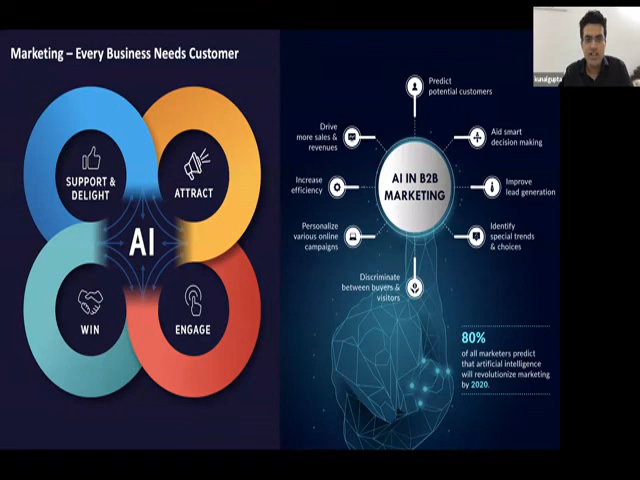 Marketing – Every Business Needs Customer
SUPPORT &
DELIGHT
ATTRACT
AI
WIN
ENGAGE
Predict
potential customers
Drive
more sales &
revenues
Aid smart
decision making
AI IN B2B
MARKETING
Increase
efficiency
Improve
lead generation
Personalize
various online
campaigns
Identify
special trends
& choices
Discriminate
between buyers &
visitors
80%
of all marketers predict
that artificial intelligence
will revolutionize marketing
by 2020.
kunalgupta